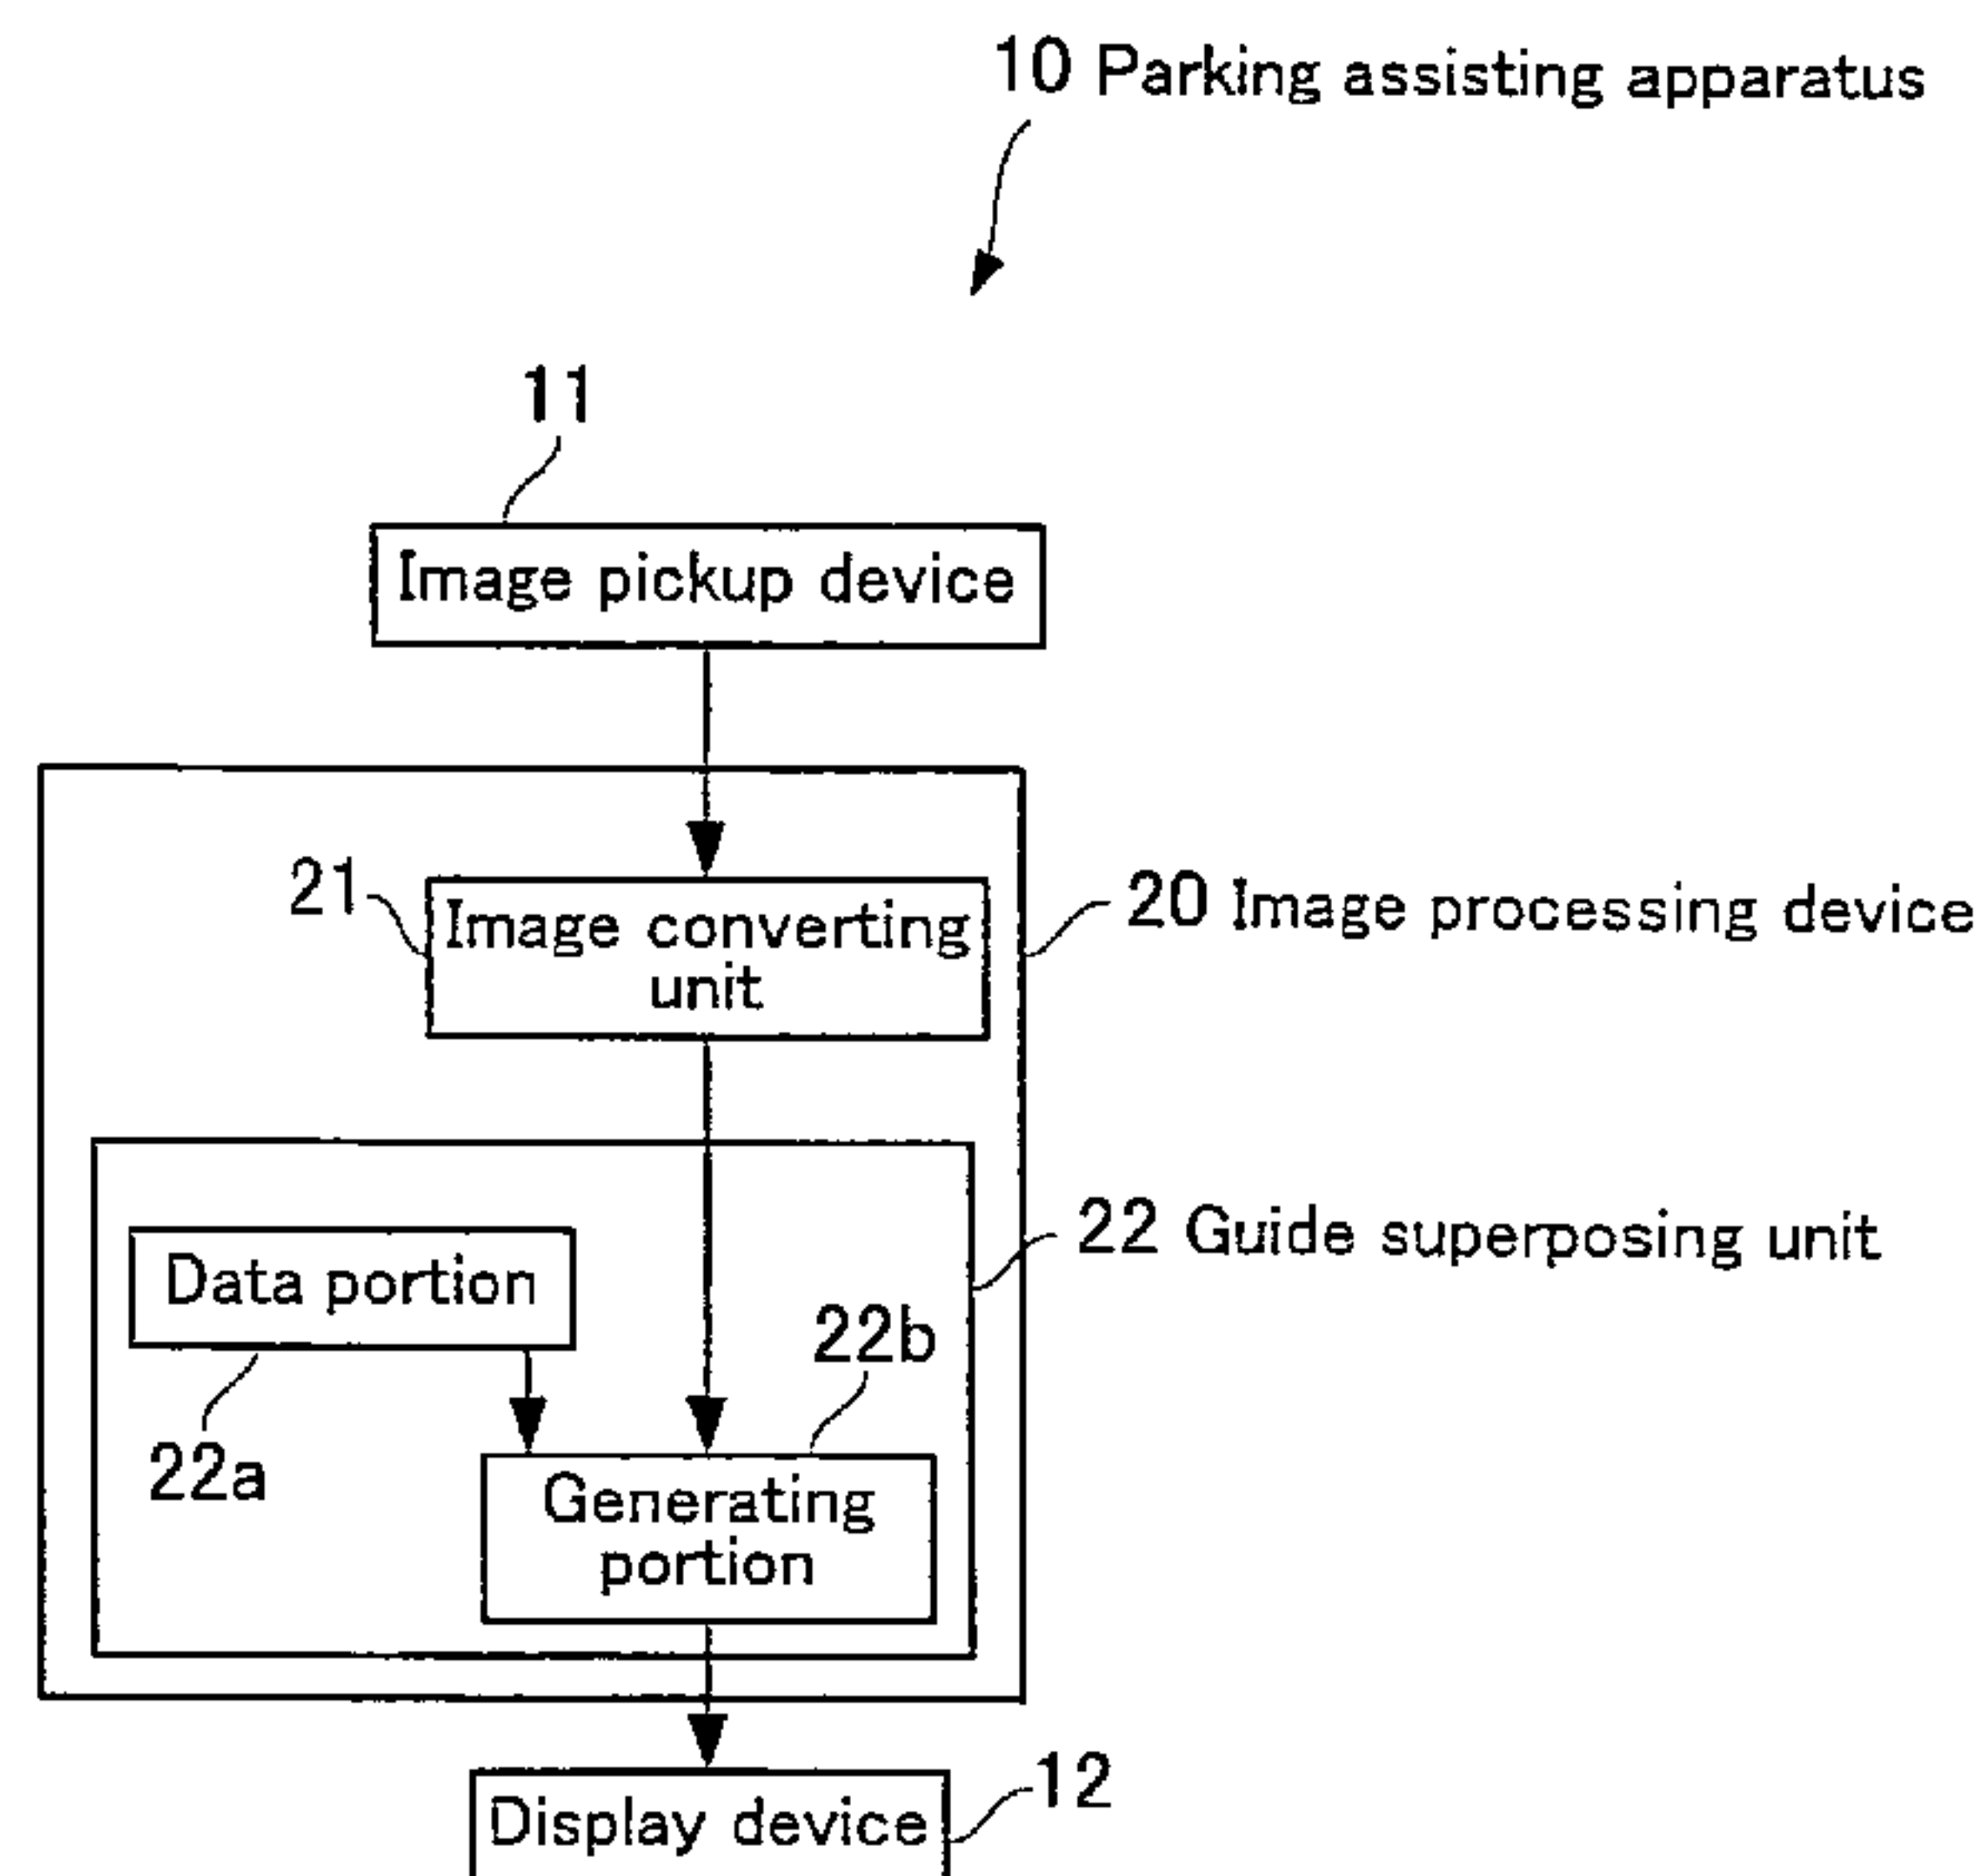 10 Parking assisting apparatus
11
Image pickup device
21
Image converting
unit
20 Image processing device
22 Guide superposing unit
Data portion
22b
22a
Generating
portion
12
Display device